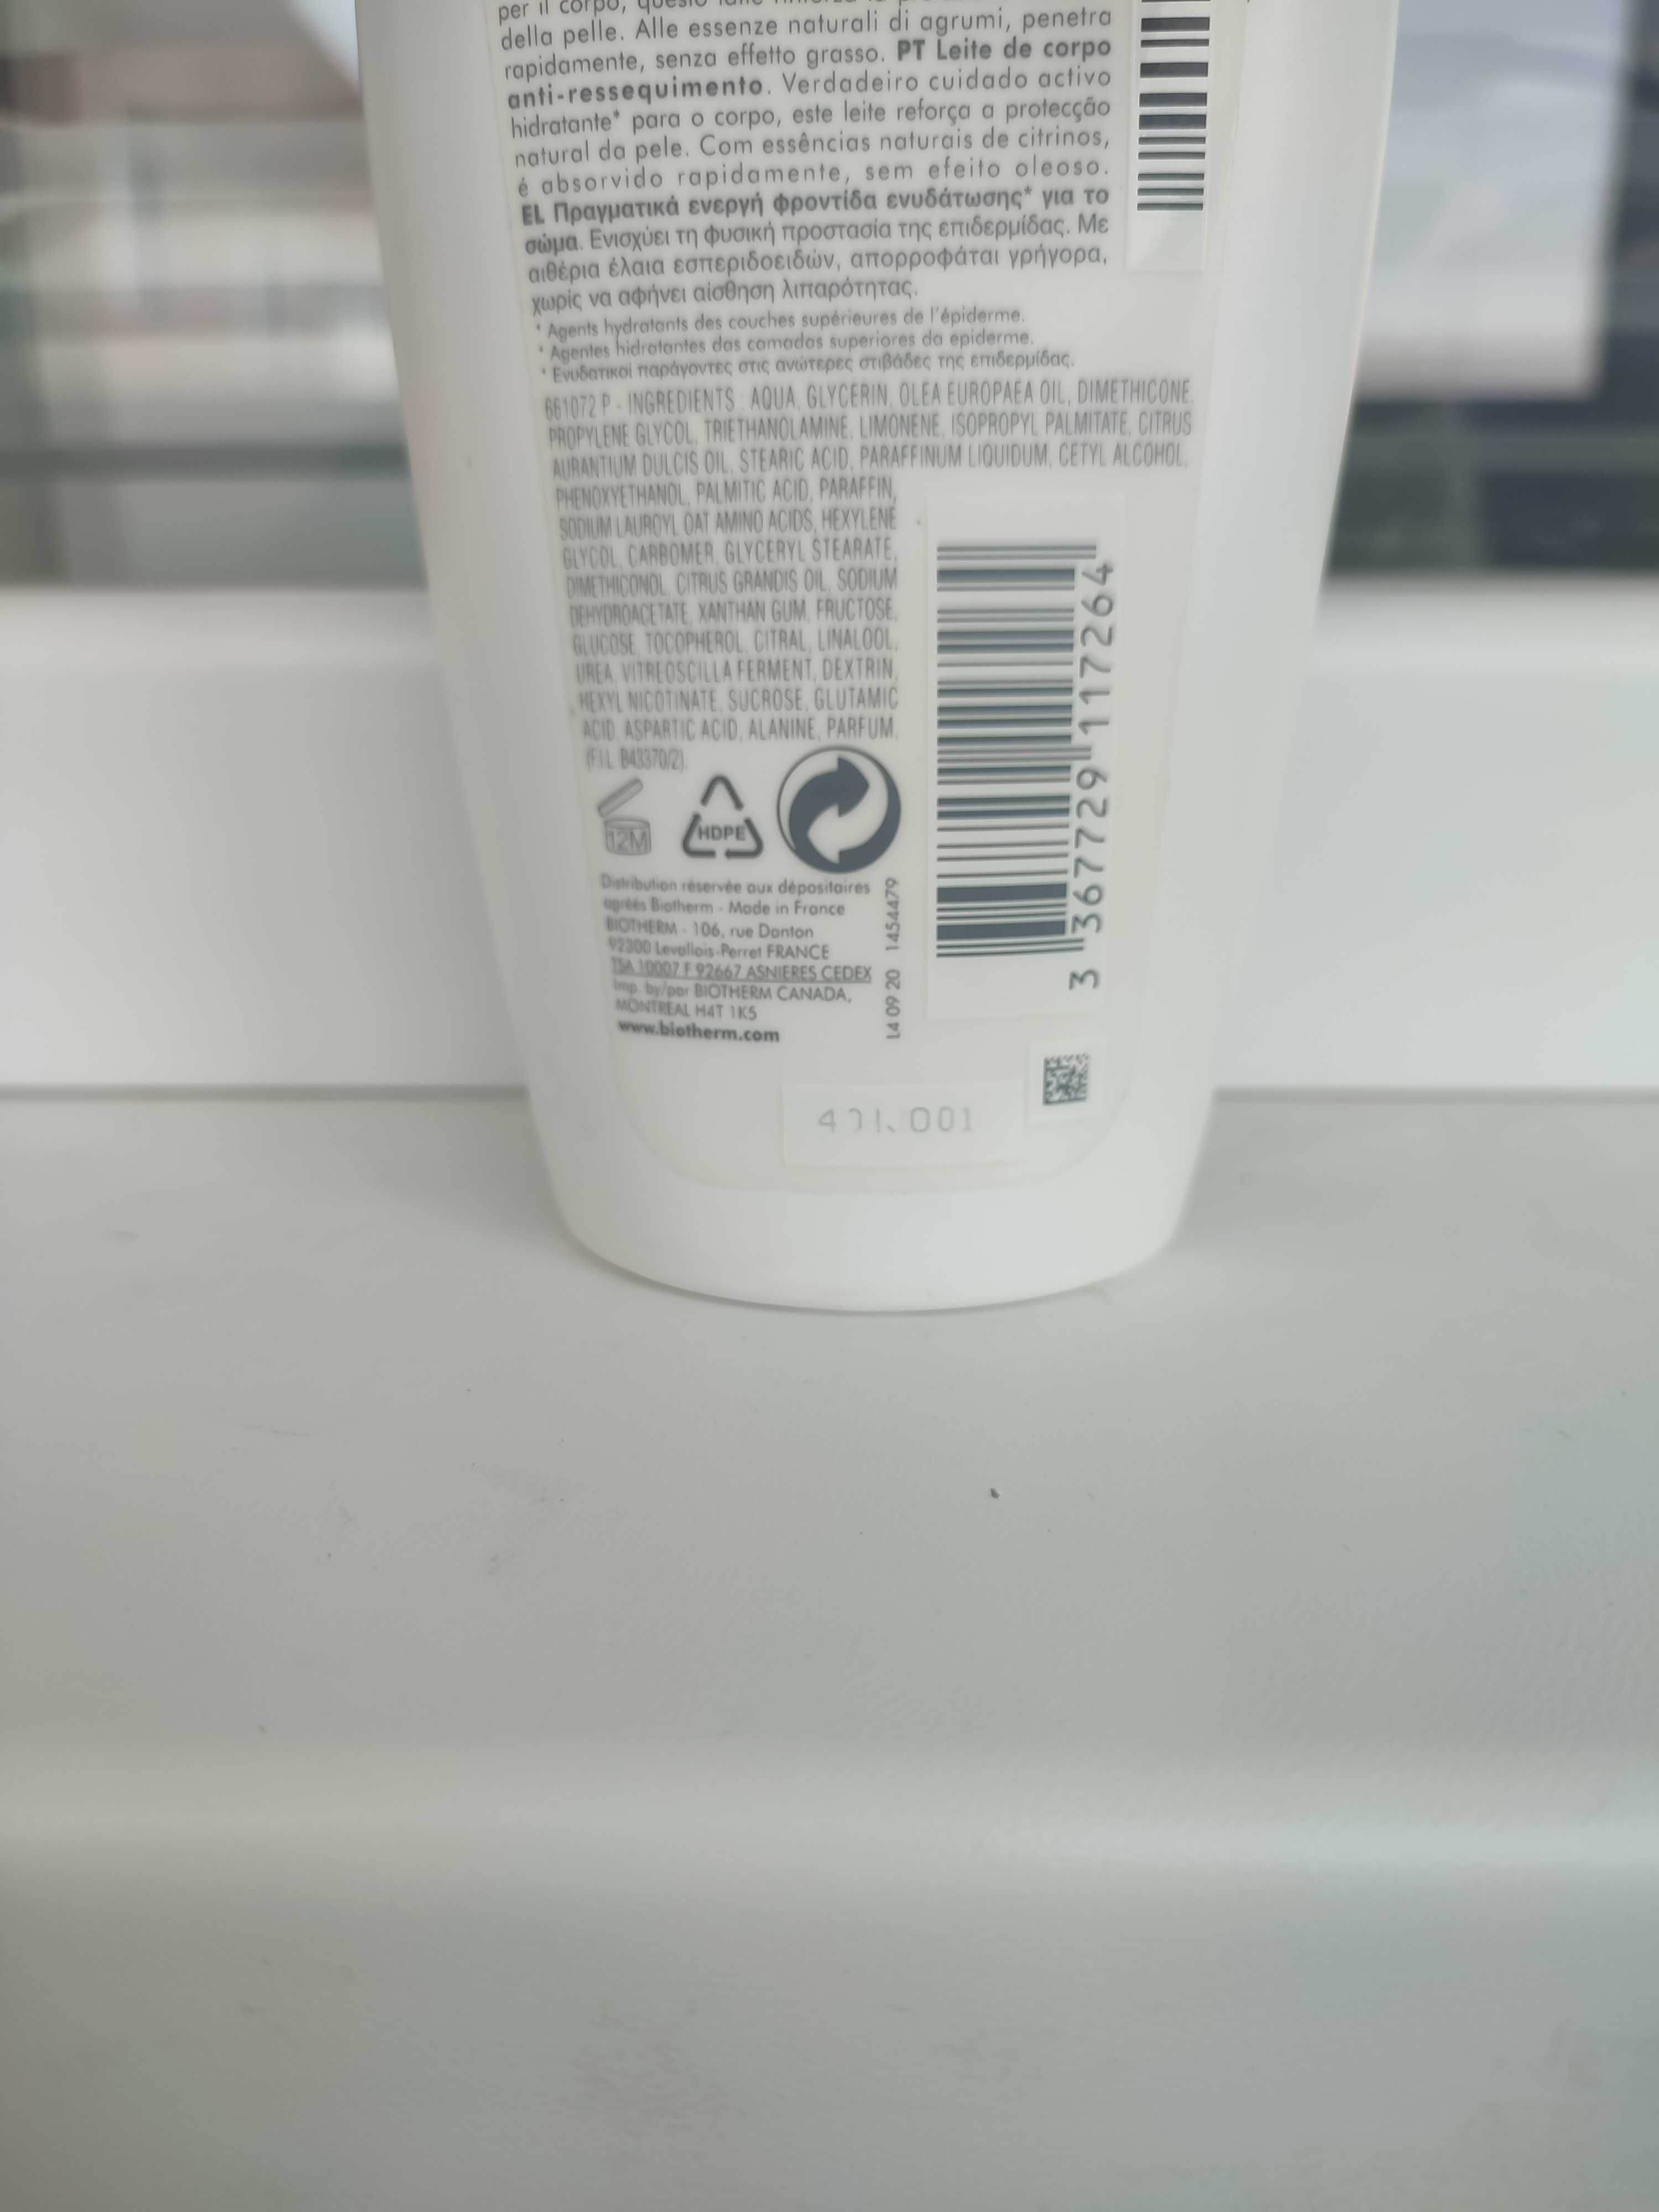 per il corpo,
della pelle. Alle essenze naturali di agrumi, penetra
rapidamente, senza effetto grasso. PT Leite de corpo
anti-ressequimento. Verdadeiro cuidado activo
hidratante* para o corpo, este leite reforça a protecção
natural da pele. Com essências naturais de citrinos,
é absorvido rapidamente, sem efeito oleoso.
EL Πραγματικά ενεργή φροντίδα ενυδάτωσης* για το
σώμα. Ενισχύει τη φυσική προστασία της επιδερμίδας. Με
αιθέρια έλαια εσπεριδοειδών, απορροφάται γρήγορα,
χωρίς να αφήνει αίσθηση λιπαρότητας.
* Agents hydratants des couches supérieures de l'épiderme.
* Agentes hidratantes das camadas superiores da epiderme.
* Ενυδατικοί παράγοντες στις ανώτερες στιβάδες της επιδερμίδας.
661072 P - INGREDIENTS : AQUA, GLYCERIN, OLEA EUROPAEA OIL, DIMETHICONE,
PROPYLENE GLYCOL, TRIETHANOLAMINE, LIMONENE, ISOPROPYL PALMITATE, CITRUS
AURANTIUM DULCIS OIL, STEARIC ACID, PARAFFINUM LIQUIDUM, CETYL ALCOHOL,
PHENOXYETHANOL, PALMITIC ACID, PARAFFIN,
SODIUM LAUROYL OAT AMINO ACIDS, HEXYLENE
GLYCOL, CARBOMER, GLYCERYL STEARATE,
DIMETHICONOL, CITRUS GRANDIS OIL, SODIUM
DEHYDROACETATE, XANTHAN GUM, FRUCTOSE,
GLUCOSE, TOCOPHEROL, CITRAL, LINALOOL,
UREA, VITREOSCILLA FERMENT, DEXTRIN,
HEXYL NICOTINATE, SUCROSE, GLUTAMIC
ACID, ASPARTIC ACID, ALANINE, PARFUM.
(F.I.L. B43370/2).
12M
HDPE
Distribution réservée aux dépositaires
agréés Biotherm - Made in France
BIOTHERM - 106, rue Danton
92300 Levallois-Perret FRANCE
TSA 10007 F 92667 ASNIERES CEDEX
Imp. by/par BIOTHERM CANADA,
MONTREAL H4T 1K5
www.biotherm.com
L4 09 20 1454479
3 367729 117264